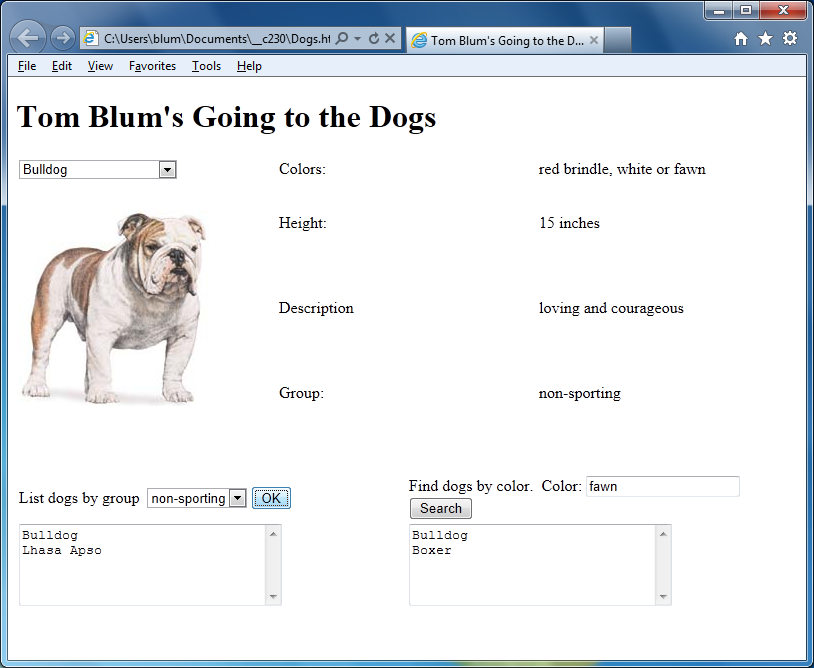 C:\Users\blum\Documents\__c230\Dogs.ht
Tom Blum's Going to the D...
File Edit View Favorites Tools Help
Tom Blum's Going to the Dogs
Bulldog Colors: red brindle, white or fawn
Height: 15 inches
Description loving and courageous
Group: non-sporting
List dogs by group non-sporting OK
Find dogs by color. Color: fawn
Search
Bulldog
Lhasa Apso
Bulldog
Boxer